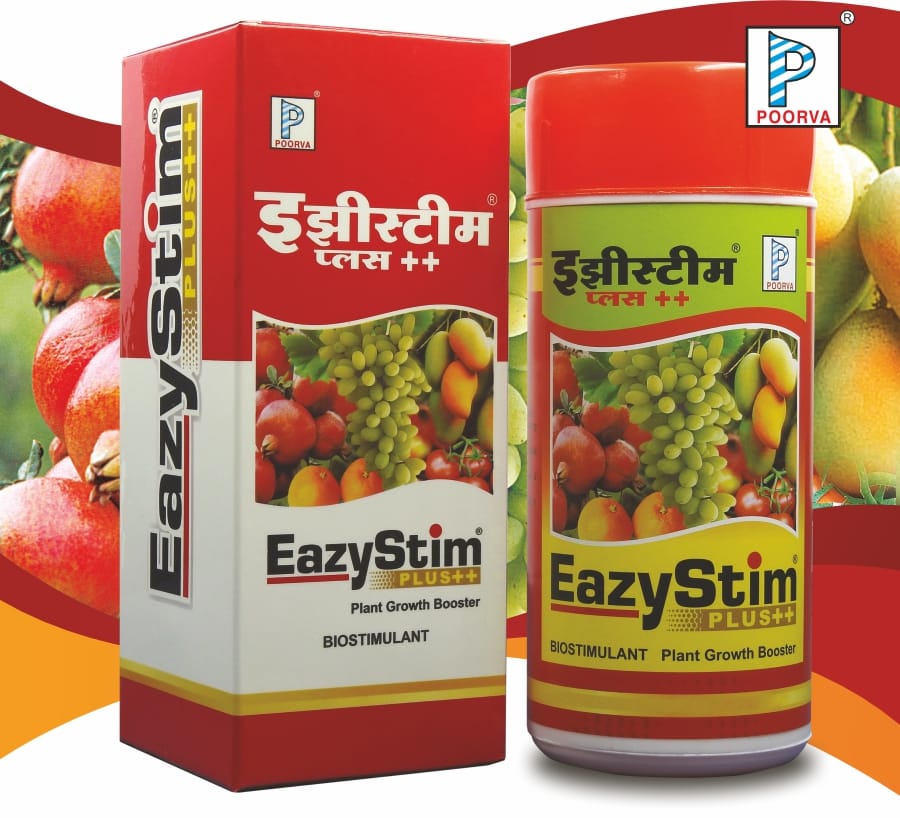 ®
POORVA
EazyStim®
PLUS++
®
POORVA
इझीस्टीम®
प्लस ++
EazyStim®
PLUS++
Plant Growth Booster
BIOSTIMULANT
इझीस्टीम®
प्लस ++
POORVA
EazyStim®
PLUS++
BIOSTIMULANT Plant Growth Booster